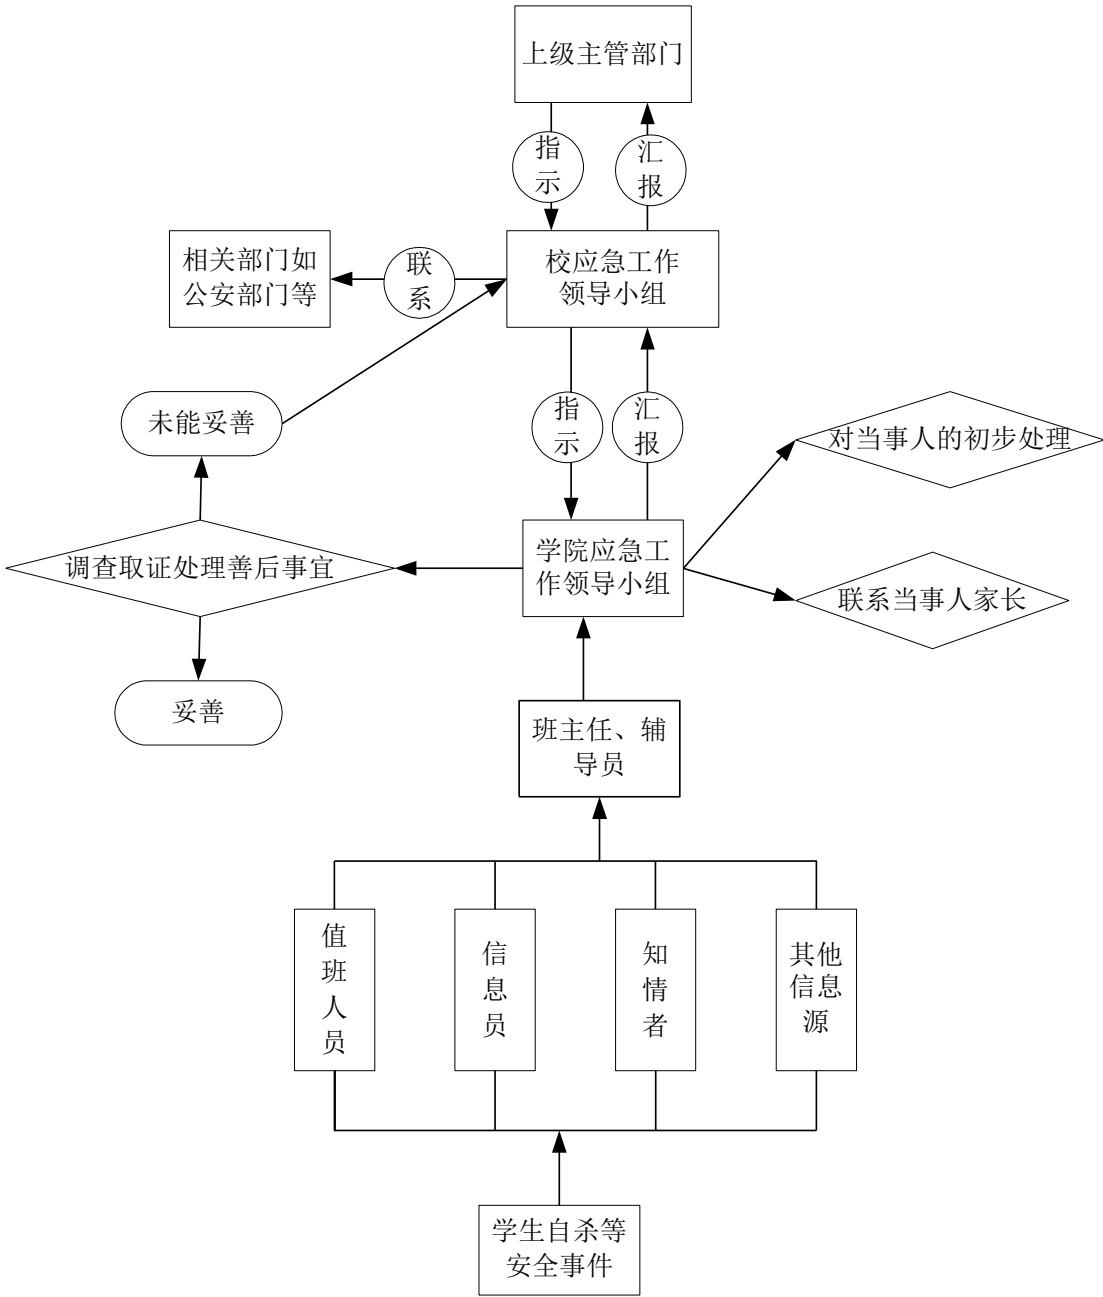 上级主管部门
指
示
汇
报
相关部门如
公安部门等
联
系
校应急工作
领导小组
未能妥善
指
示
汇
报
对当事人的初步处理
调查取证处理善后事宜
学院应急工
作领导小组
联系当事人家长
妥善
班主任、辅
导员
值
班
人
员
信
息
员
知
情
者
其他
信息
源
学生自杀等
安全事件